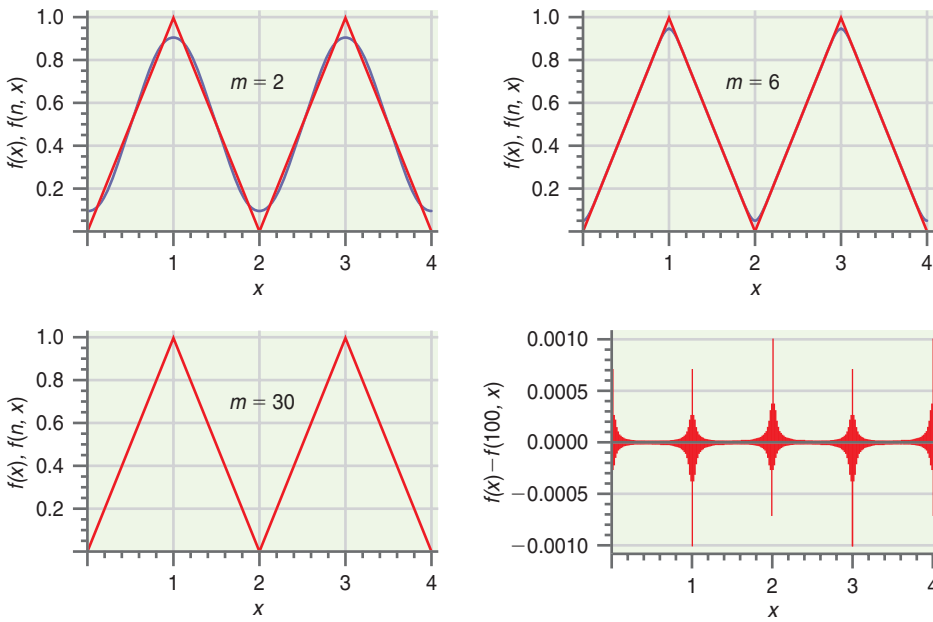 f(x), f(n, x)
1.0
0.8
0.6
0.4
0.2
m = 2
1 2 3 4
x
f(x), f(n, x)
1.0
0.8
0.6
0.4
0.2
m = 6
1 2 3 4
x
f(x), f(n, x)
1.0
0.8
0.6
0.4
0.2
m = 30
1 2 3 4
x
f(x)−f(100, x)
0.0010
0.0005
0.0000
−0.0005
−0.0010
1 2 3 4
x